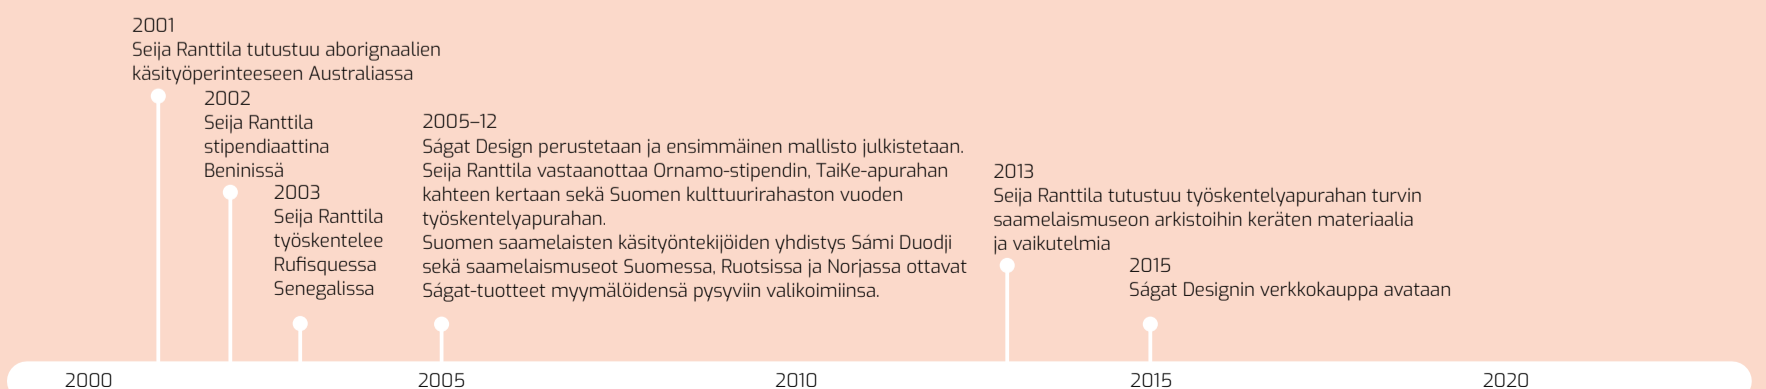 2001
Seija Ranttila tutustuu aborignaalien
käsityöperinteeseen Australiassa
2002
Seija Ranttila
stipendiaattina
Beninissä
2003
Seija Ranttila
työskentelee
Rufisquessa
Senegalissa
2005–12
Ságat Design perustetaan ja ensimmäinen mallisto julkistetaan.
Seija Ranttila vastaanottaa Ornamo-stipendin, TaiKe-apurahan
kahteen kertaan sekä Suomen kulttuurirahaston vuoden
työskentelyapurahan.
Suomen saamelaisten käsityöntekijöiden yhdistys Sámi Duodji
sekä saamelaismuseot Suomessa, Ruotsissa ja Norjassa ottavat
Ságat-tuotteet myymälöidensä pysyviin valikoimiinsa.
2013
Seija Ranttila tutustuu työskentelyapurahan turvin
saamelaismuseon arkistoihin keräten materiaalia
ja vaikutelmia
2015
Ságat Designin verkkokauppa avataan
2000 2005 2010 2015 2020